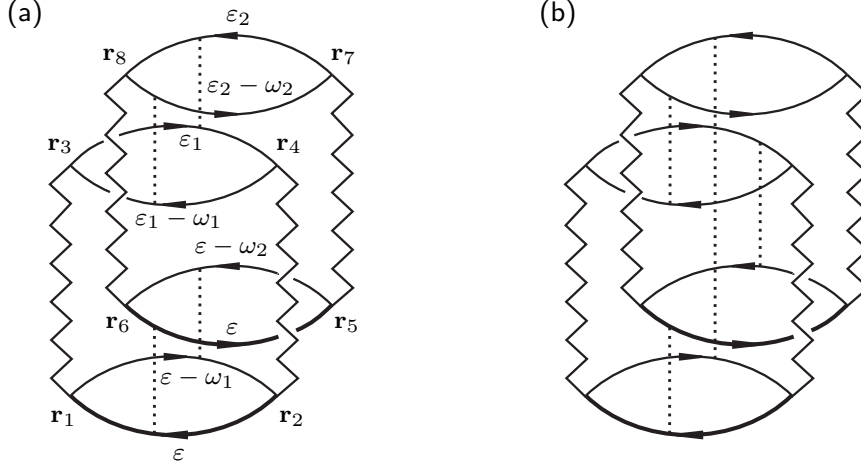 (a) (b)
ε₂
r₈ r₇
ε₂ − ω₂
r₃ ε₁ r₄
ε₁ − ω₁
ε − ω₂
r₆ ε r₅
ε − ω₁
r₁ r₂
ε